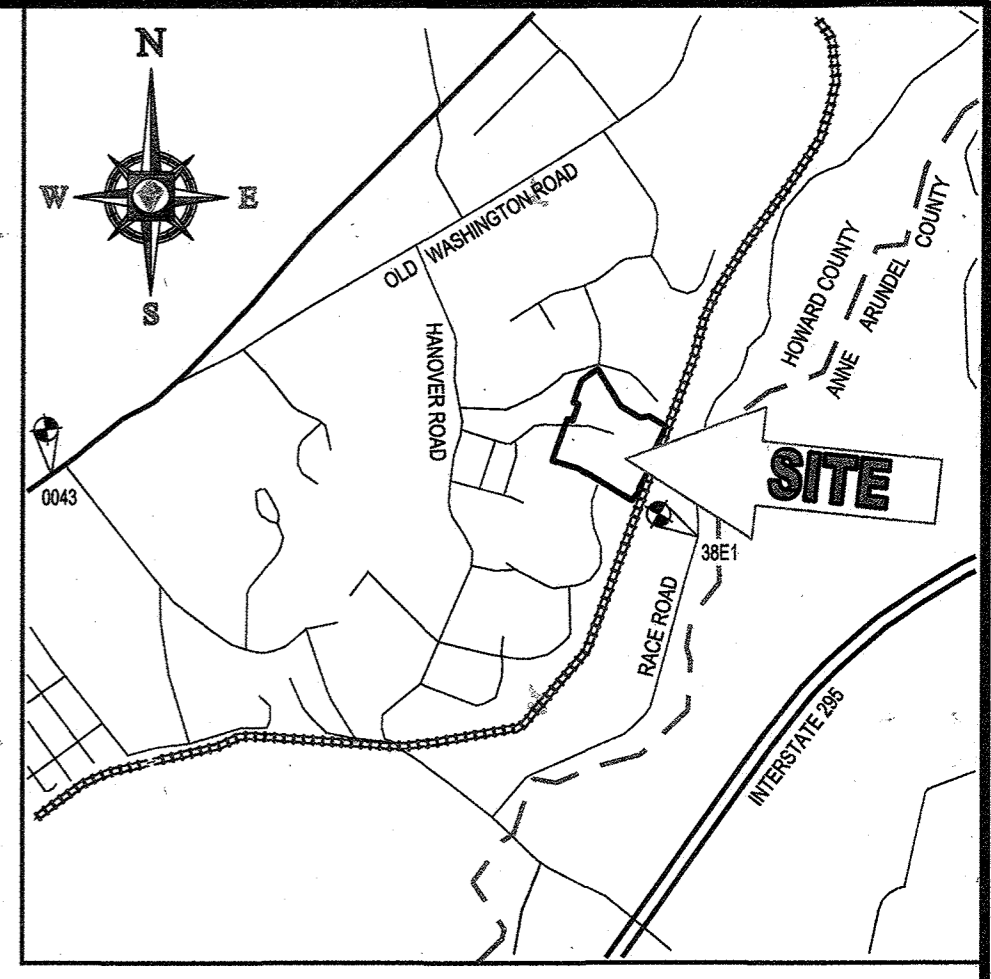 N
W
E
S
OLD WASHINGTON ROAD
HANOVER ROAD
HOWARD COUNTY
ANNE ARUNDEL COUNTY
SITE
0043
38E1
RACE ROAD
INTERSTATE 295